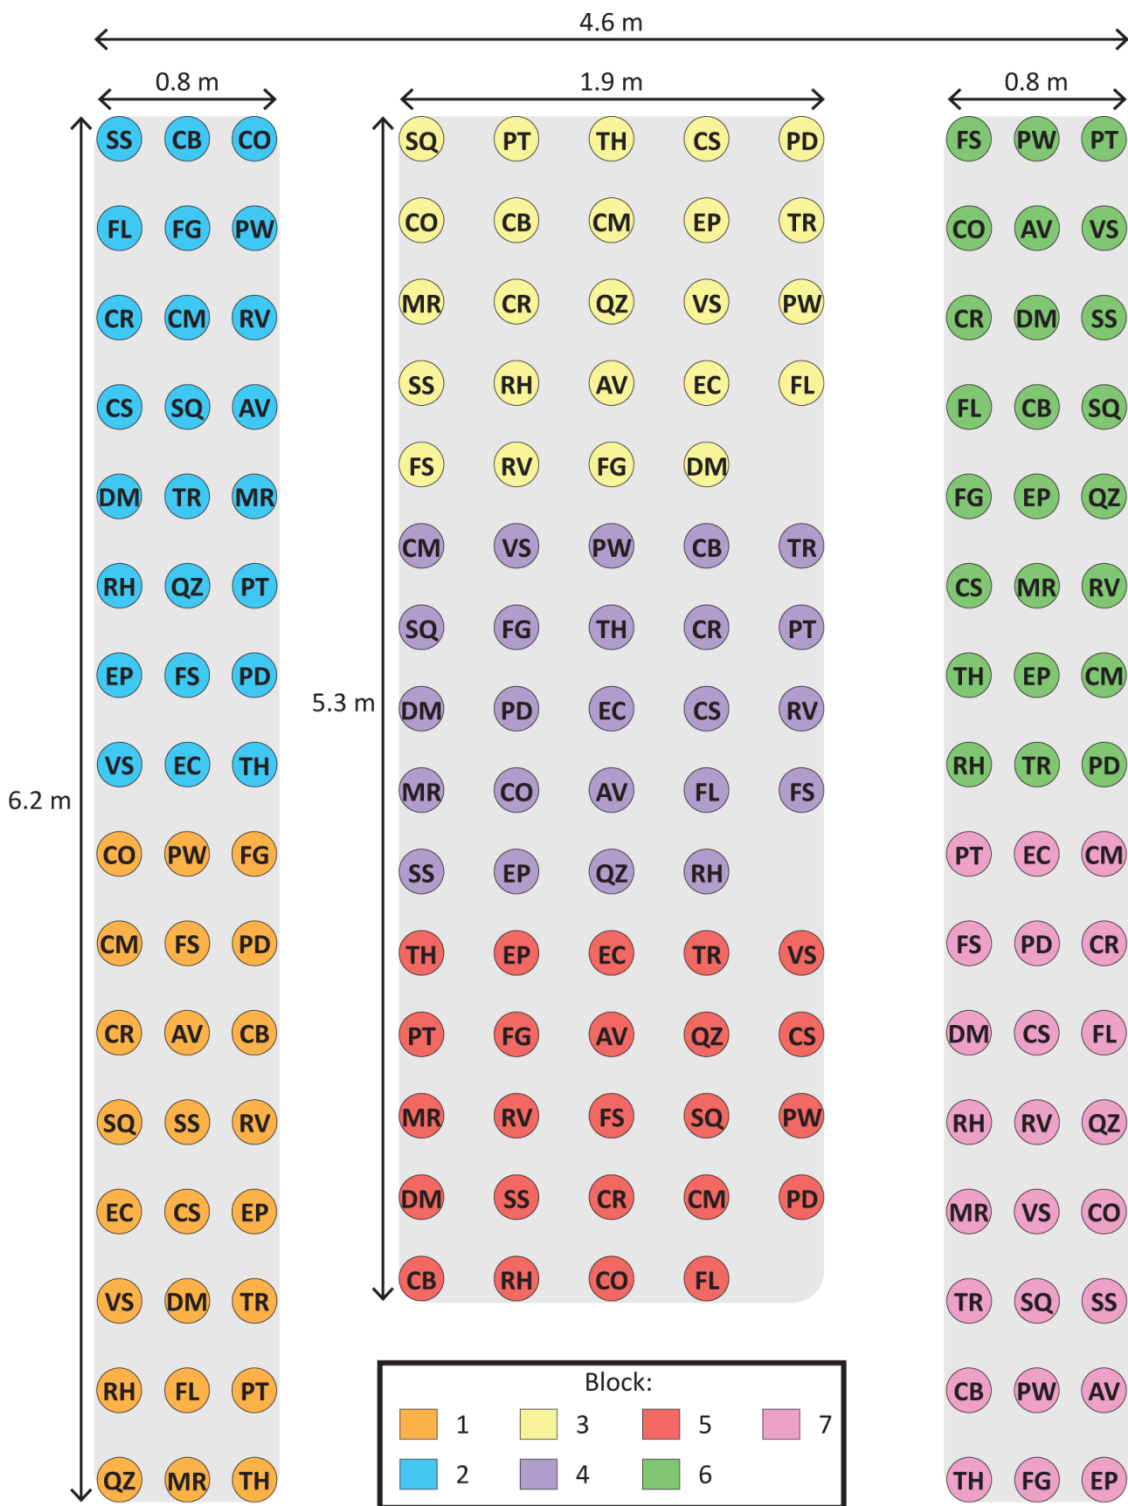 4.6 m
0.8 m 1.9 m 0.8 m
SS CB CO
FL FG PW
CR CM RV
CS SQ AV
DM TR MR
RH QZ PT
EP FS PD
VS EC TH
CO PW FG
CM FS PD
CR AV CB
SQ SS RV
EC CS EP
VS DM TR
RH FL PT
QZ MR TH
6.2 m
5.3 m
SQ PT TH CS PD
CO CB CM EP TR
MR CR QZ VS PW
SS RH AV EC FL
FS RV FG DM
CM VS PW CB TR
SQ FG TH CR PT
DM PD EC CS RV
MR CO AV FL FS
SS EP QZ RH
TH EP EC TR VS
PT FG AV QZ CS
MR RV FS SQ PW
DM SS CR CM PD
CB RH CO FL
FS PW PT
CO AV VS
CR DM SS
FL CB SQ
FG EP QZ
CS MR RV
TH EP CM
RH TR PD
PT EC CM
FS PD CR
DM CS FL
RH RV QZ
MR VS CO
TR SQ SS
CB PW AV
TH FG EP
Block:
1 3 5 7
2 4 6